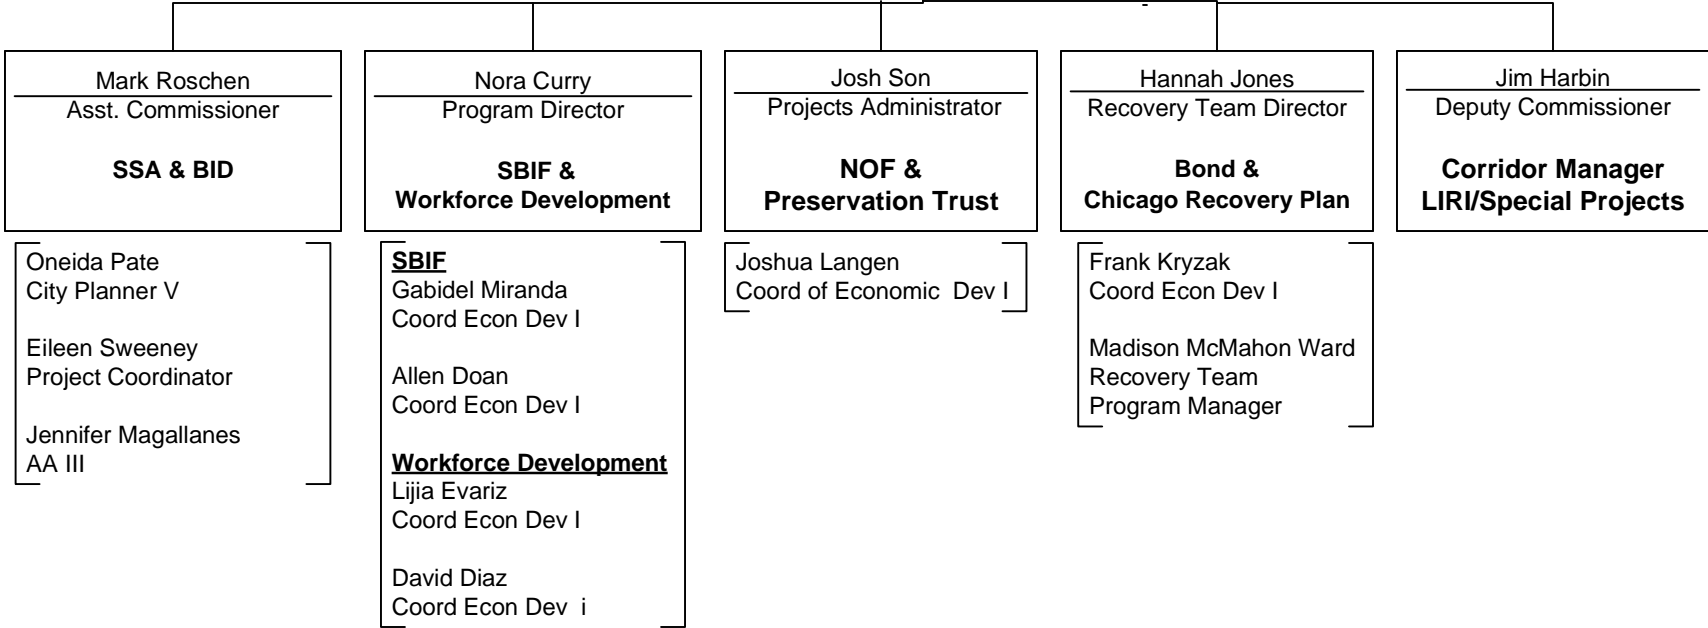 Mark Roschen
Asst. Commissioner
SSA & BID
Oneida Pate
City Planner V
Eileen Sweeney
Project Coordinator
Jennifer Magallanes
AA III
Nora Curry
Program Director
SBIF &
Workforce Development
SBIF
Gabidel Miranda
Coord Econ Dev I
Allen Doan
Coord Econ Dev I
Workforce Development
Lijia Evariz
Coord Econ Dev I
David Diaz
Coord Econ Dev  i
Josh Son
Projects Administrator
NOF &
Preservation Trust
Joshua Langen
Coord of Economic  Dev I
Hannah Jones
Recovery Team Director
Bond &
Chicago Recovery Plan
Frank Kryzak
Coord Econ Dev I
Madison McMahon Ward
Recovery Team
Program Manager
Jim Harbin
Deputy Commissioner
Corridor Manager
LIRI/Special Projects